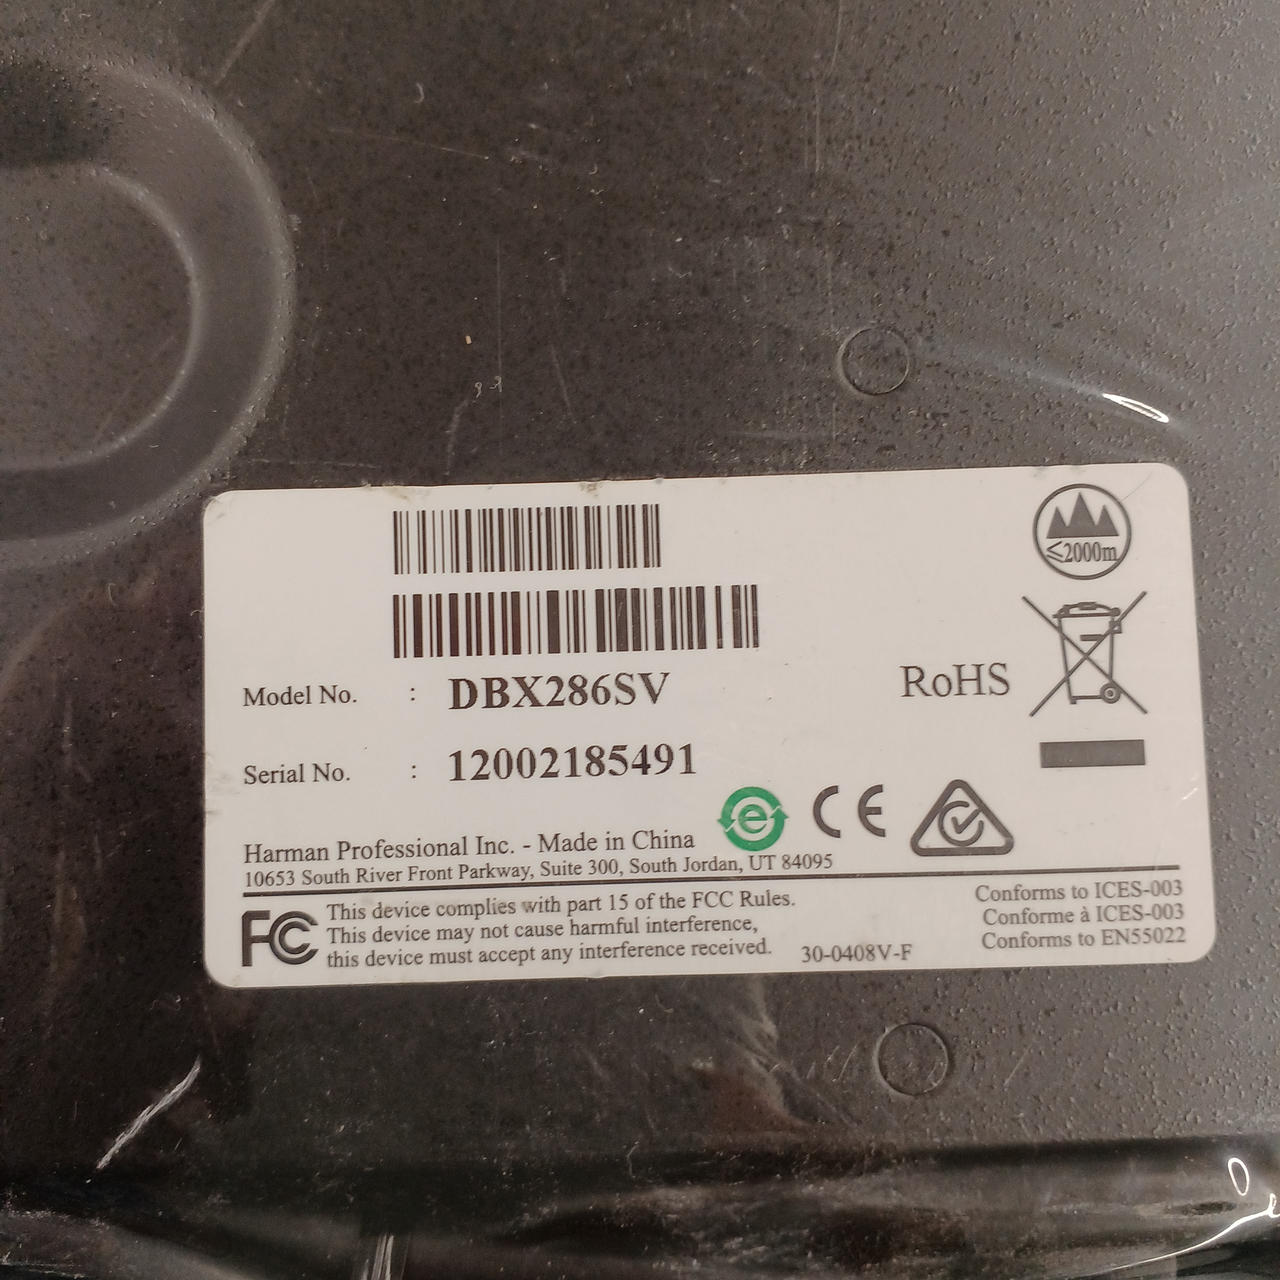 ≤2000m
Model No. : DBX286SV
RoHS
Serial No. : 12002185491
e
CE
Harman Professional Inc. - Made in China
10653 South River Front Parkway, Suite 300, South Jordan, UT 84095
FC
This device complies with part 15 of the FCC Rules.
This device may not cause harmful interference,
this device must accept any interference received.
30-0408V-F
Conforms to ICES-003
Conforme à ICES-003
Conforms to EN55022